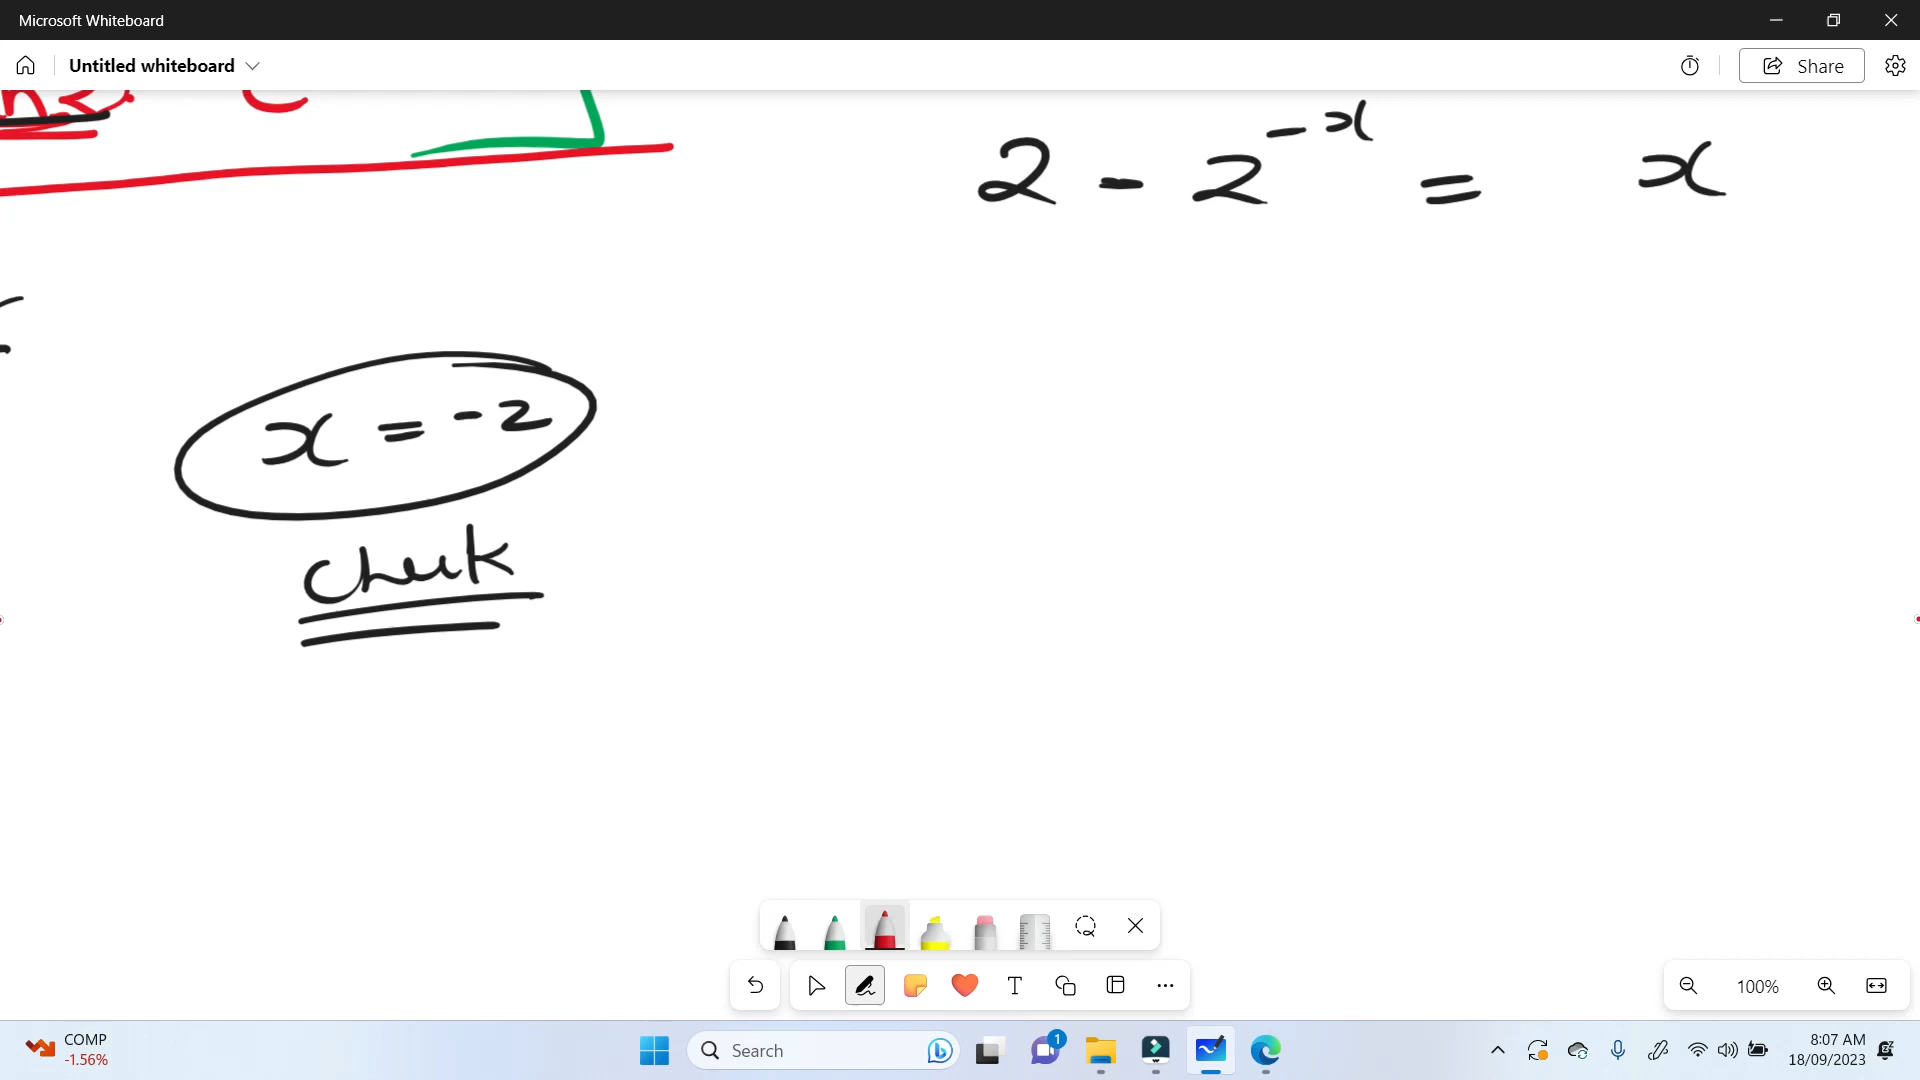 Microsoft Whiteboard
Untitled whiteboard
Share
2 - 2^{-x} = x
x = -2
Check
100%
COMP
-1.56%
Search
1
8:07 AM
18/09/2023